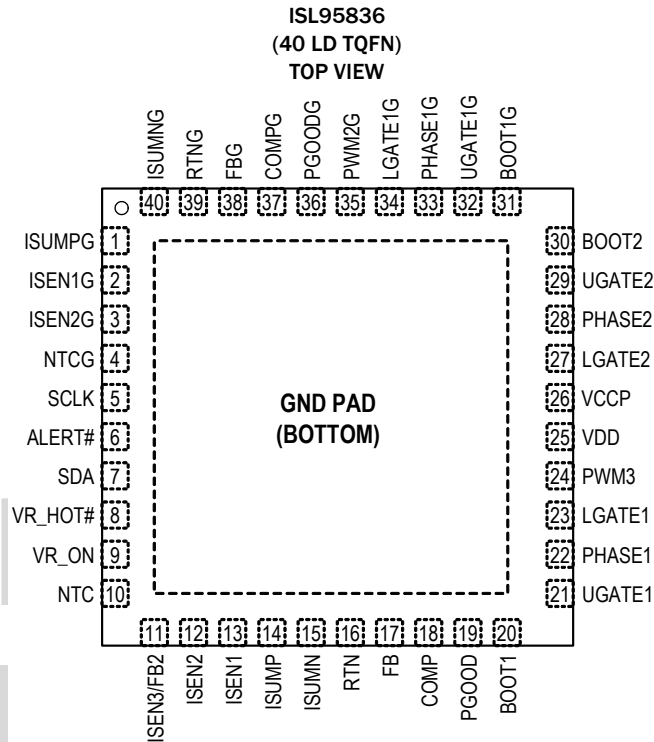 ISL95836
(40 LD TQFN)
TOP VIEW
ISUMNG
RTNG
FBG
COMPG
PGOODG
PWM2G
LGATE1G
PHASE1G
UGATE1G
BOOT1G
40 39 38 37 36 35 34 33 32 31
ISUMPG 1
ISEN1G 2
ISEN2G 3
NTCG 4
SCLK 5
ALERT# 6
SDA 7
VR_HOT# 8
VR_ON 9
NTC 10
GND PAD
(BOTTOM)
30 BOOT2
29 UGATE2
28 PHASE2
27 LGATE2
26 VCCP
25 VDD
24 PWM3
23 LGATE1
22 PHASE1
21 UGATE1
11 12 13 14 15 16 17 18 19 20
ISEN3/FB2
ISEN2
ISEN1
ISUMP
ISUMN
RTN
FB
COMP
PGOOD
BOOT1